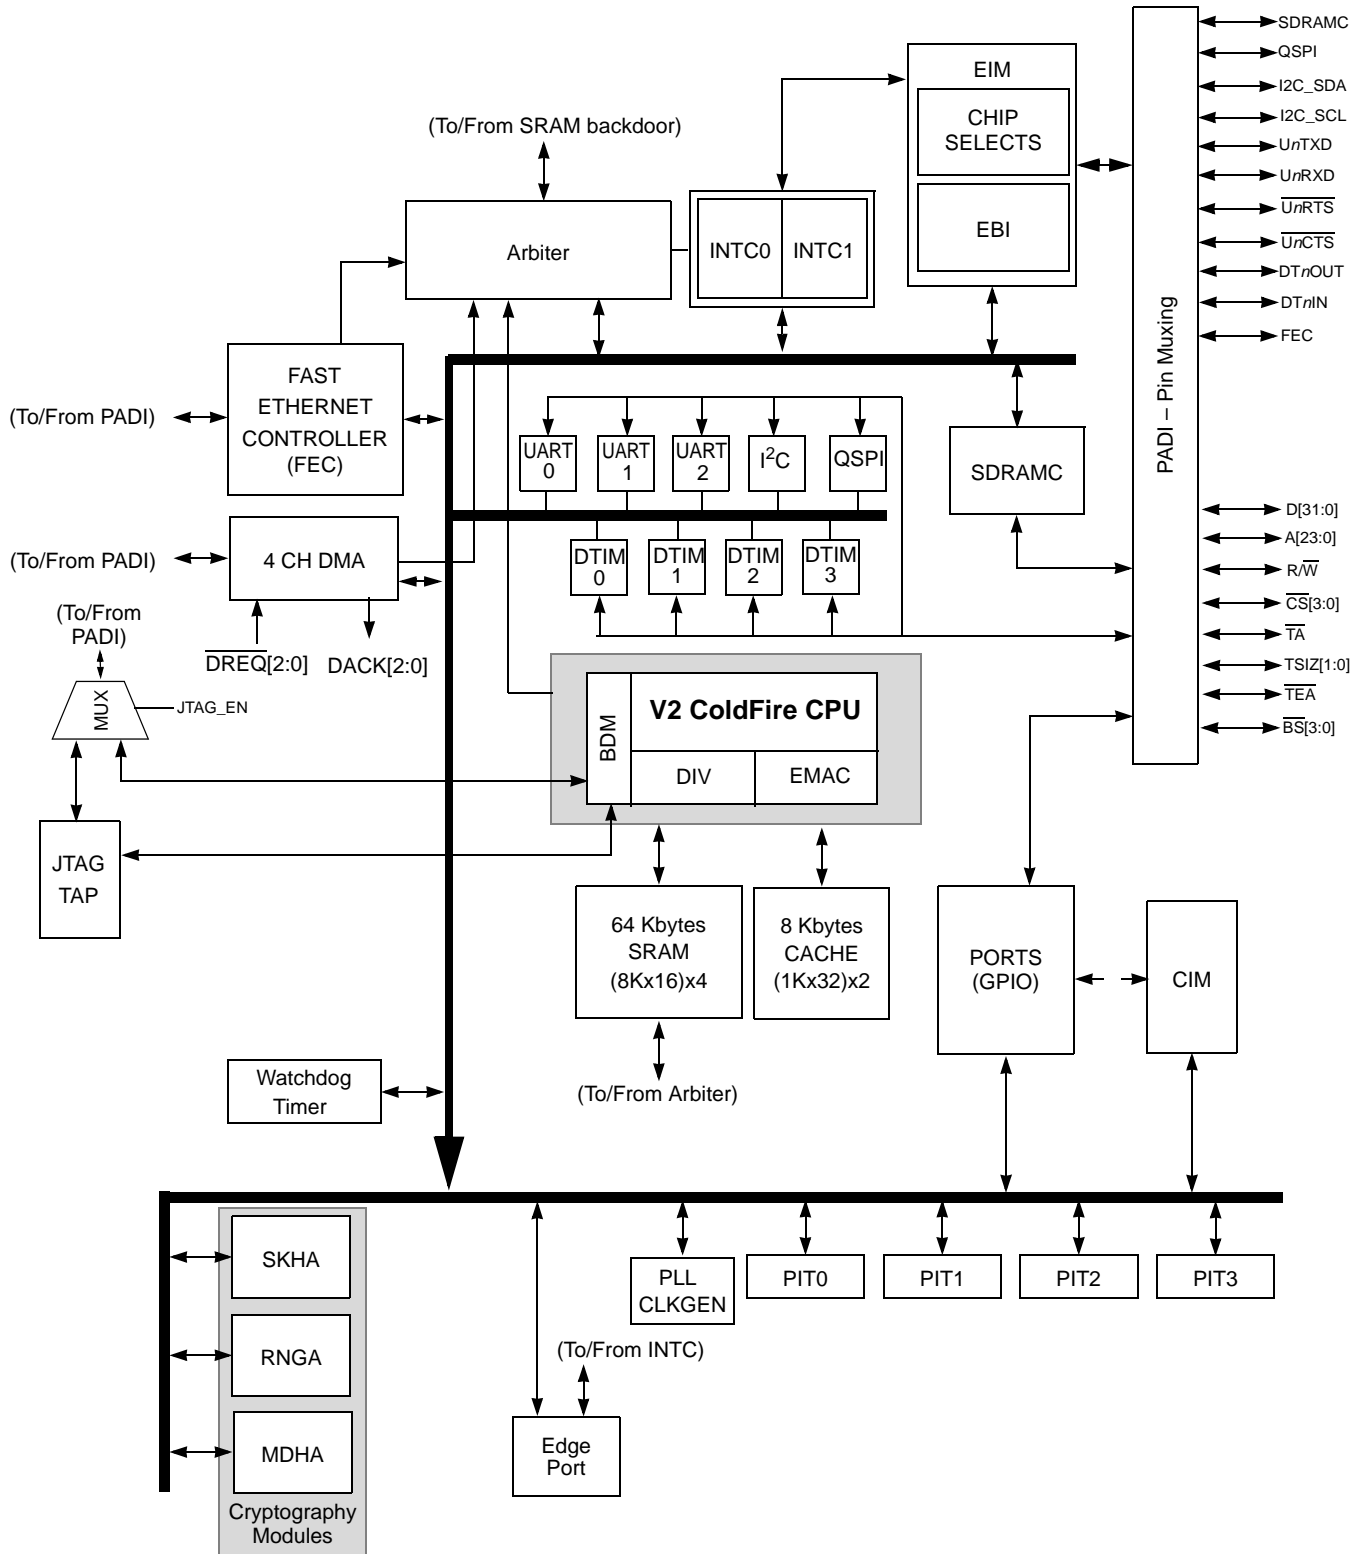 SDRAMC
QSPI
I2C_SDA
I2C_SCL
UnTXD
UnRXD
UnRTS
UnCTS
DTnOUT
DTnIN
FEC
PADI – Pin Muxing
D[31:0]
A[23:0]
R/W
CS[3:0]
TA
TSIZ[1:0]
TEA
BS[3:0]
EIM
CHIP
SELECTS
EBI
(To/From SRAM backdoor)
Arbiter
INTC0
INTC1
FAST
ETHERNET
CONTROLLER
(FEC)
(To/From PADI)
UART
0
UART
1
UART
2
I2C
QSPI
SDRAMC
DTIM
0
DTIM
1
DTIM
2
DTIM
3
4 CH DMA
(To/From PADI)
(To/From
PADI)
DREQ[2:0]
DACK[2:0]
MUX
JTAG_EN
BDM
V2 ColdFire CPU
DIV
EMAC
JTAG
TAP
64 Kbytes
SRAM
(8Kx16)x4
8 Kbytes
CACHE
(1Kx32)x2
PORTS
(GPIO)
CIM
Watchdog
Timer
(To/From Arbiter)
SKHA
RNGA
MDHA
Cryptography
Modules
PLL
CLKGEN
PIT0
PIT1
PIT2
PIT3
(To/From INTC)
Edge
Port